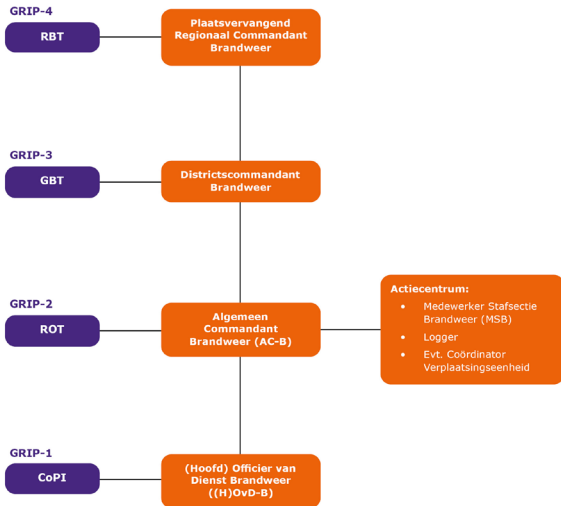 GRIP-4
RBT
Plaatsvervangend
Regionaal Commandant
Brandweer
GRIP-3
GBT
Districtscommandant
Brandweer
GRIP-2
ROT
Algemeen
Commandant
Brandweer (AC-B)
Actiecentrum:
• Medewerker Stafsectie
Brandweer (MSB)
• Logger
• Evt. Coördinator
Verplaatsingseenheid
GRIP-1
CoPI
(Hoofd) Officier van
Dienst Brandweer
((H)OvD-B)